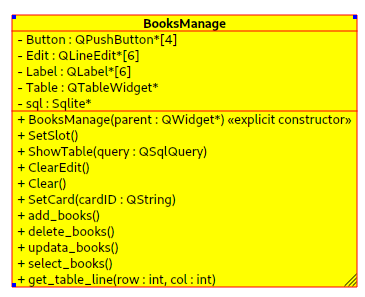 BooksManage
- Button : QPushButton*[4]
- Edit : QLineEdit*[6]
- Label : QLabel*[6]
- Table : QTableWidget*
- sql : Sqlite*
+ BooksManage(parent : QWidget*) «explicit constructor»
+ SetSlot()
+ ShowTable(query : QSqlQuery)
+ ClearEdit()
+ Clear()
+ SetCard(cardID : QString)
+ add_books()
+ delete_books()
+ updata_books()
+ select_books()
+ get_table_line(row : int, col : int)